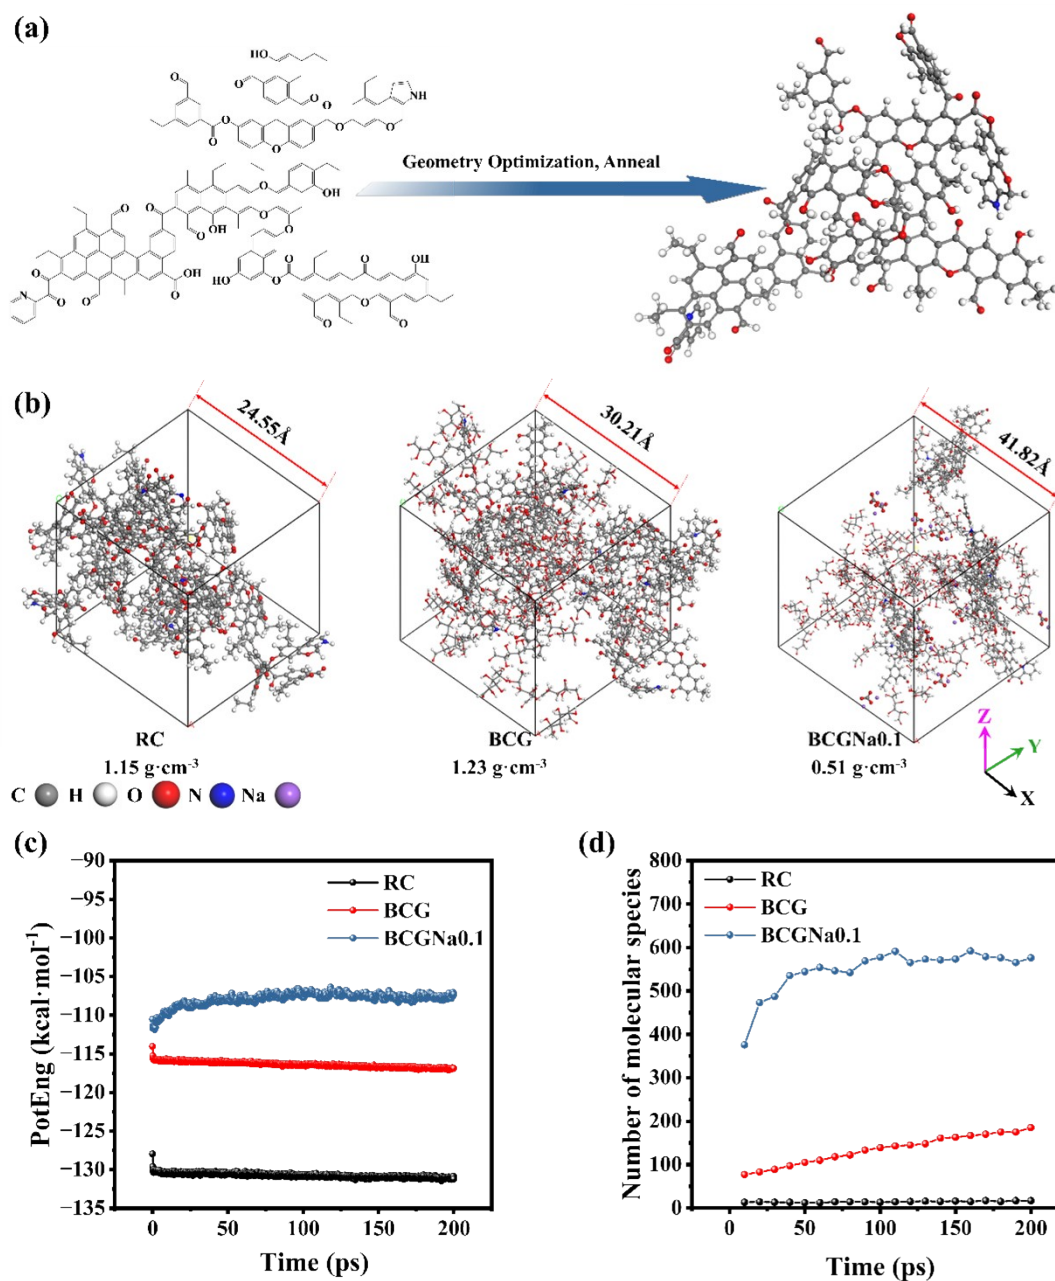 (a)
HO
O
O
O
O
NH
O
O
O
O
O
O
Geometry Optimization, Anneal
O
OH
O
O
O
O
OH
O
O
O
OH
HO
O
O
O
OH
N
O
O
O
O
O
O
(b)
24.55Å
30.21Å
41.82Å
RC
BCG
BCGNa0.1
1.15 g·cm⁻³
1.23 g·cm⁻³
0.51 g·cm⁻³
Z
Y
X
C H O N Na
(c)
(d)
−90
−95
−100
−105
−110
−115
−120
−125
−130
−135
PotEng (kcal·mol⁻¹)
RC
BCG
BCGNa0.1
0 50 100 150 200
Time (ps)
800
700
600
500
400
300
200
100
0
Number of molecular species
RC
BCG
BCGNa0.1
0 50 100 150 200
Time (ps)